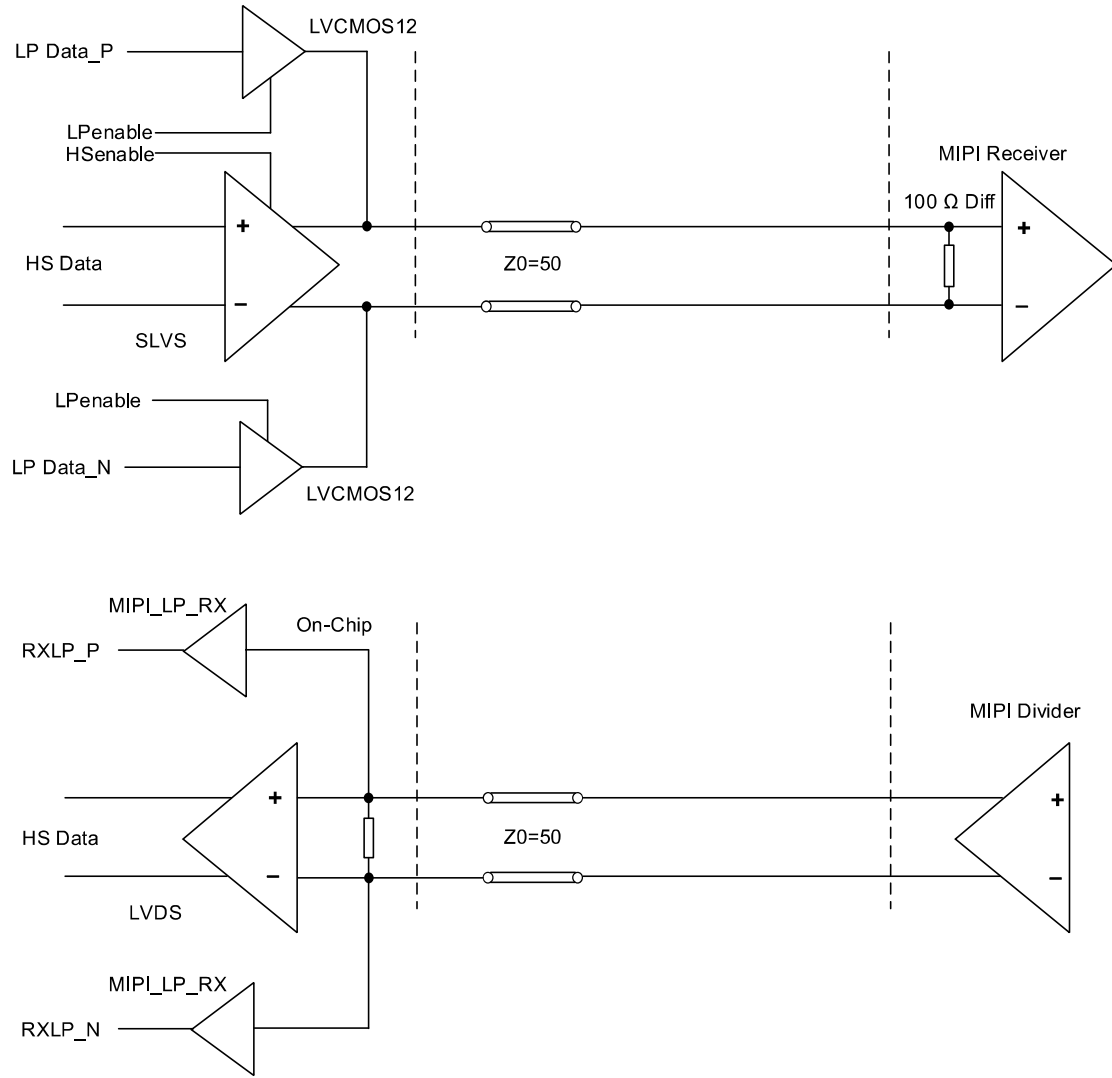 LVCMOS12
LP Data_P
LPenable
HSenable
MIPI Receiver
100 Ω Diff
+
+
HS Data
Z0=50
−
−
SLVS
LPenable
LP Data_N
LVCMOS12
MIPI_LP_RX
On-Chip
RXLP_P
MIPI Divider
+
+
HS Data
Z0=50
−
−
LVDS
MIPI_LP_RX
RXLP_N